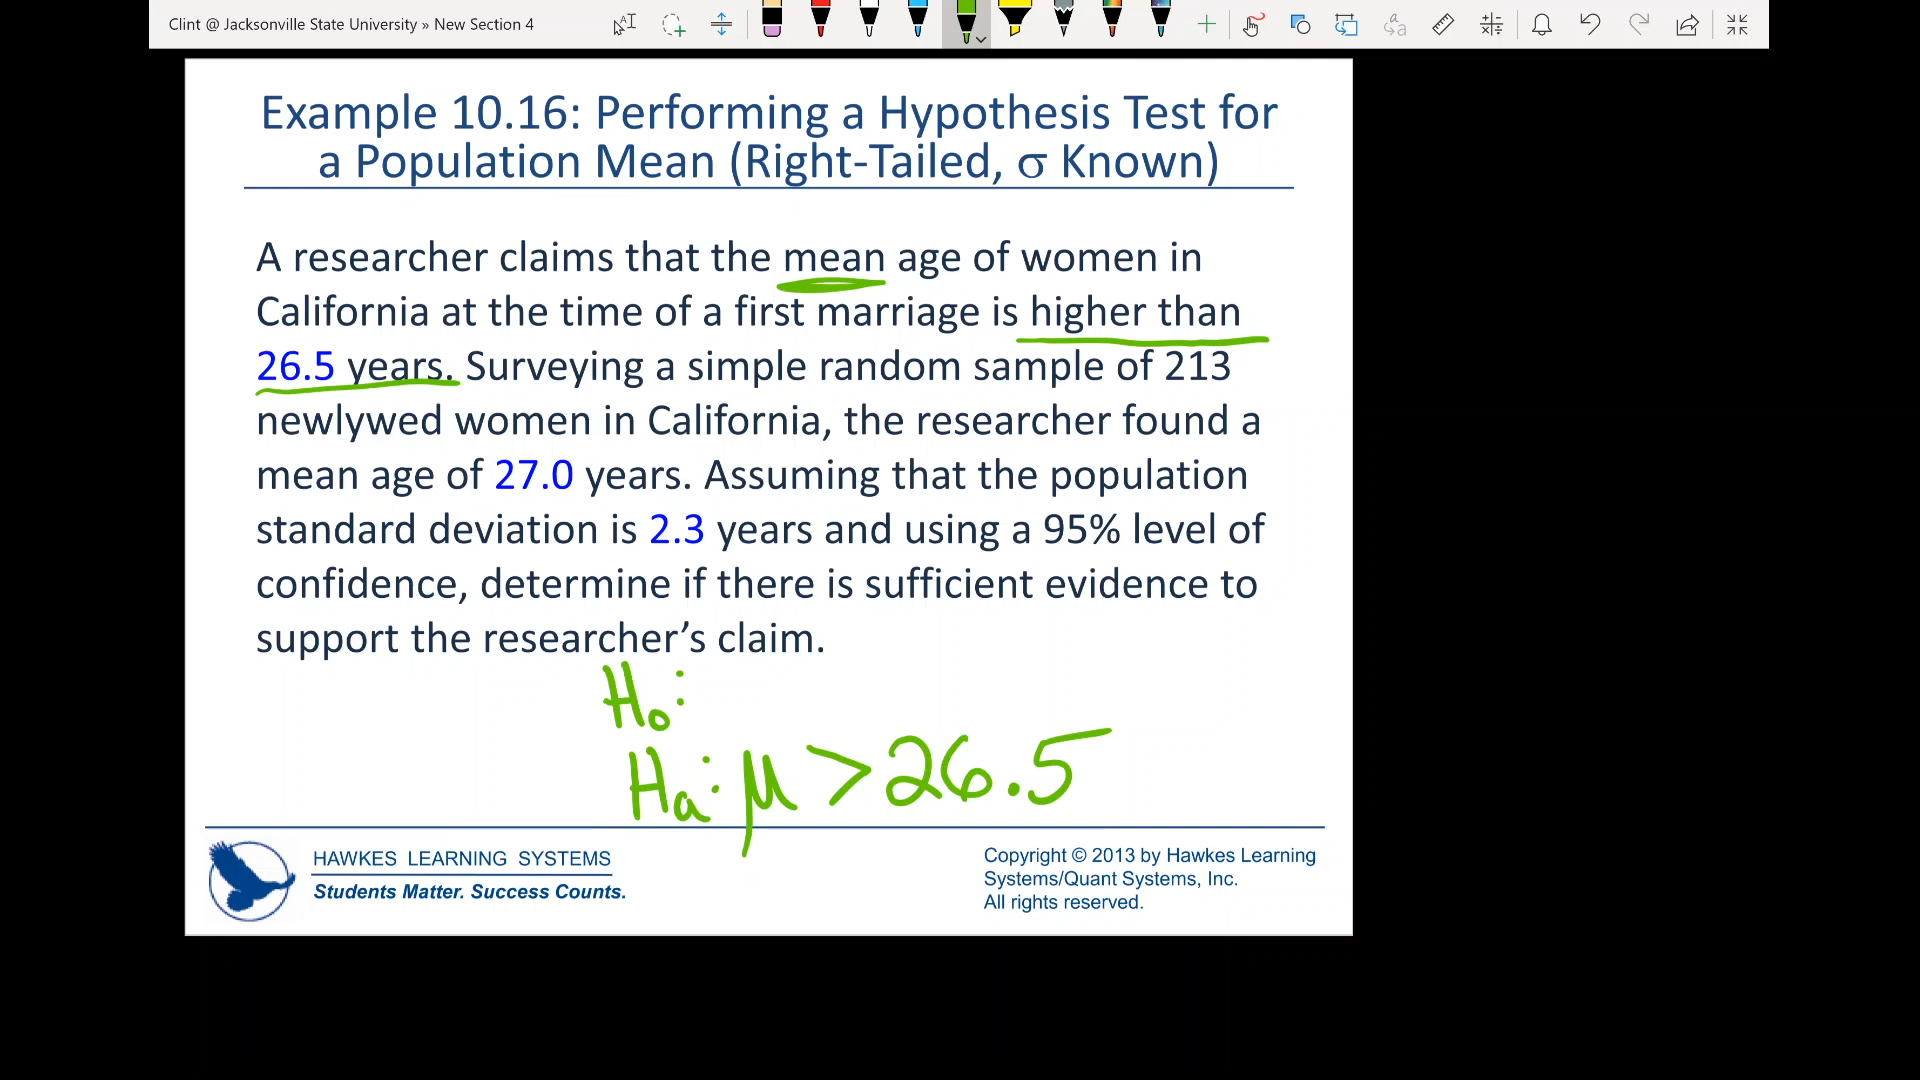 Clint @ Jacksonville State University » New Section 4
Example 10.16: Performing a Hypothesis Test for
a Population Mean (Right-Tailed, σ Known)
A researcher claims that the mean age of women in
California at the time of a first marriage is higher than
26.5 years. Surveying a simple random sample of 213
newlywed women in California, the researcher found a
mean age of 27.0 years. Assuming that the population
standard deviation is 2.3 years and using a 95% level of
confidence, determine if there is sufficient evidence to
support the researcher’s claim.
H₀:
Hₐ: μ > 26.5
HAWKES LEARNING SYSTEMS
Students Matter. Success Counts.
Copyright © 2013 by Hawkes Learning
Systems/Quant Systems, Inc.
All rights reserved.